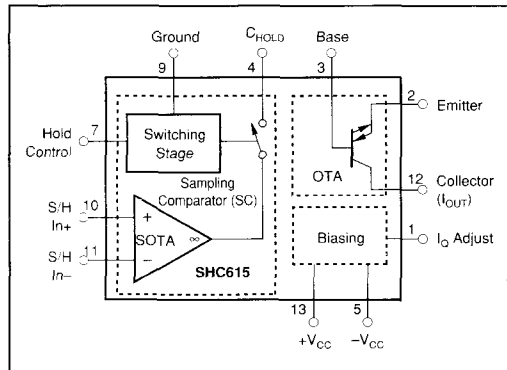 Ground
C_HOLD
Base
9
4
3
2
Emitter
Hold
Control
7
Switching
Stage
OTA
12
Collector
(I_OUT)
Sampling
Comparator (SC)
S/H
In+
10
+
SOTA
∞
S/H
In–
11
–
SHC615
Biasing
1
I_Q Adjust
13
5
+V_CC
–V_CC